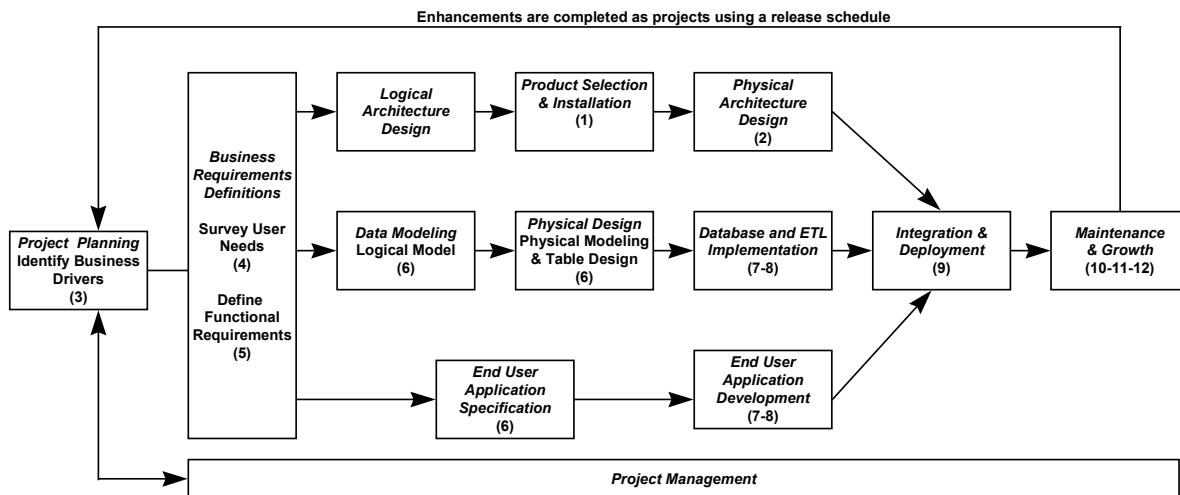 Enhancements are completed as projects using a release schedule
Logical
Architecture
Design
Product Selection
& Installation
(1)
Physical
Architecture
Design
(2)
Business
Requirements
Definitions
Survey User
Needs
(4)
Define
Functional
Requirements
(5)
Project Planning
Identify Business
Drivers
(3)
Data Modeling
Logical Model
(6)
Physical Design
Physical Modeling
& Table Design
(6)
Database and ETL
Implementation
(7-8)
Integration &
Deployment
(9)
Maintenance
& Growth
(10-11-12)
End User
Application
Specification
(6)
End User
Application
Development
(7-8)
Project Management